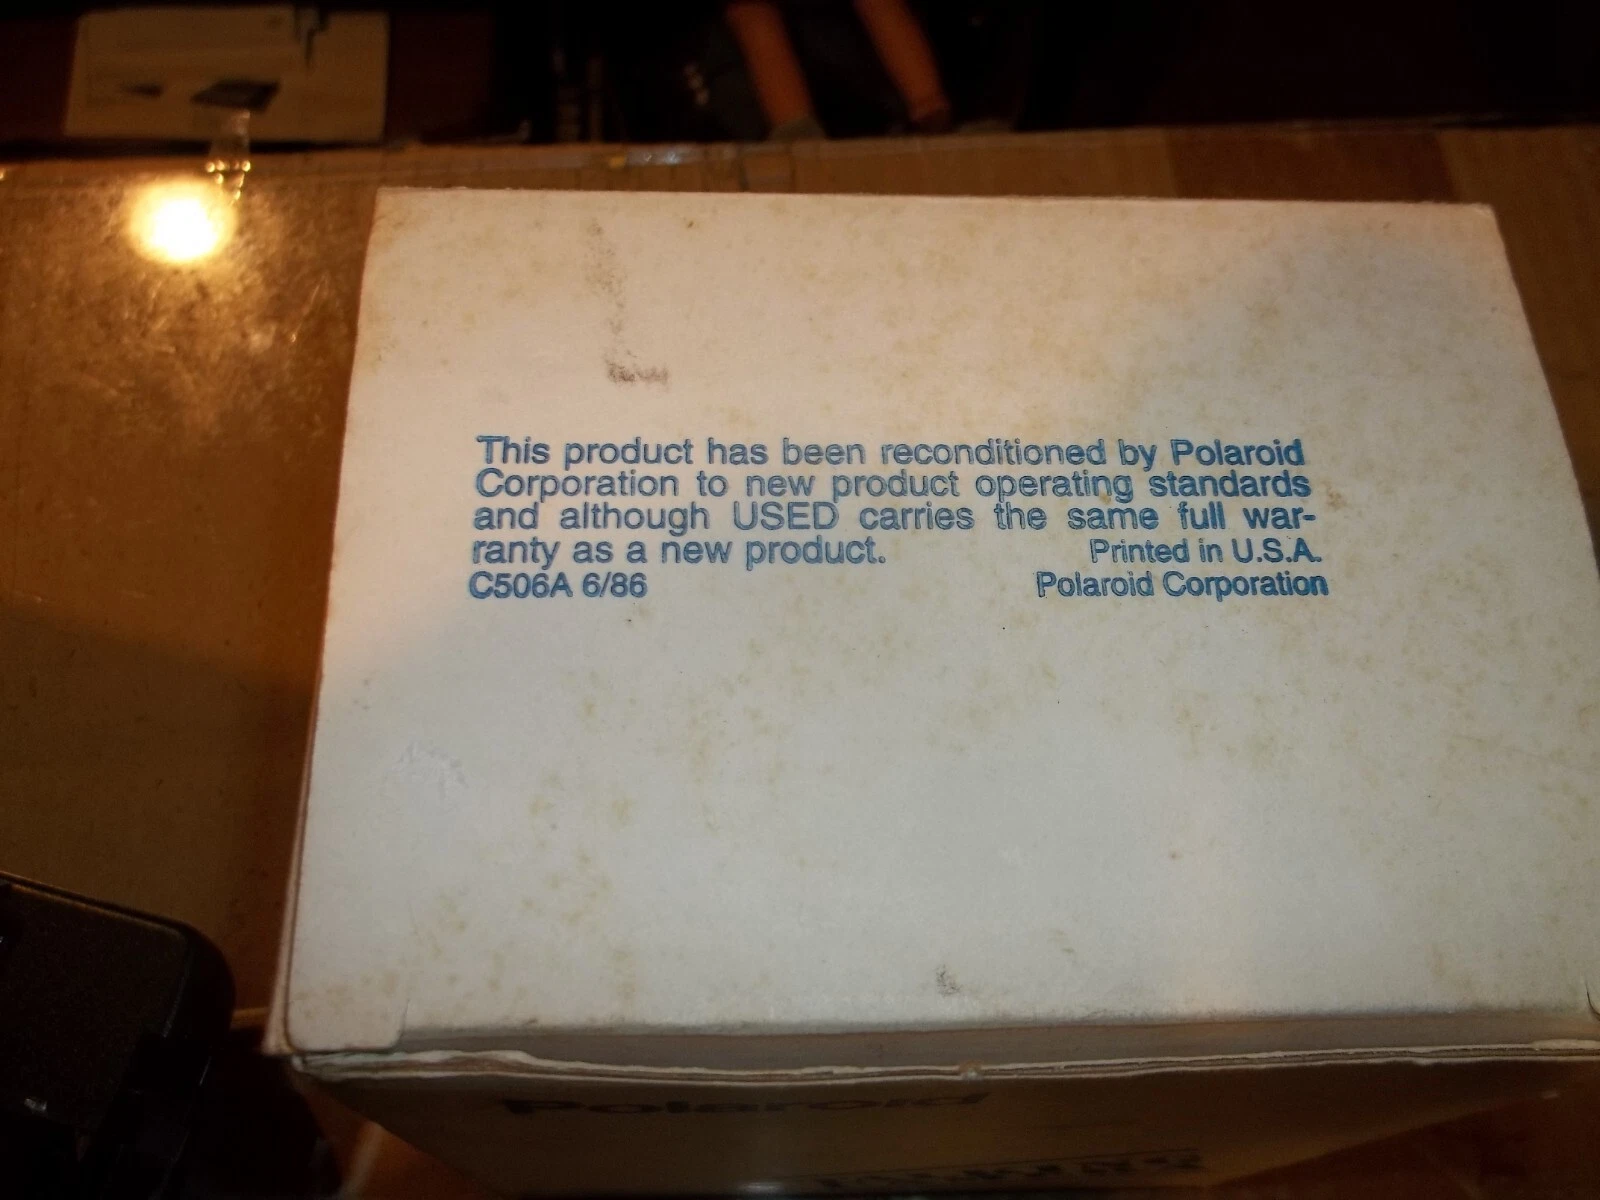 This product has been reconditioned by Polaroid
Corporation to new product operating standards
and although USED carries the same full war-
ranty as a new product. Printed in U.S.A.
C506A 6/86 Polaroid Corporation
Polaroid